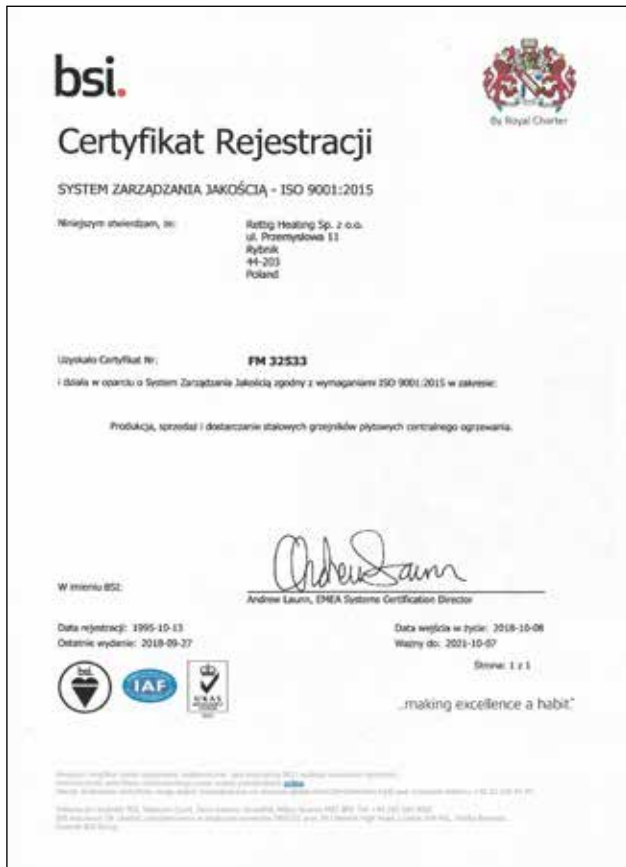 bsi.
By Royal Charter
Certyfikat Rejestracji
SYSTEM ZARZĄDZANIA JAKOŚCIĄ - ISO 9001:2015
Niniejszym stwierdzam, że:
Rettig Heating Sp. z o.o.
ul. Przemysłowa 11
Rybnik
44-203
Poland
Uzyskało Certyfikat Nr:
FM 32533
i działa w oparciu o System Zarządzania Jakością zgodny z wymaganiami ISO 9001:2015 w zakresie:
Produkcja, sprzedaż i dostarczanie stalowych grzejników płytowych centralnego ogrzewania.
W imieniu BSI:
Andrew Launn, EMEA Systems Certification Director
Data rejestracji: 1995-10-13
Data wejścia w życie: 2018-10-08
Ostatnie wydanie: 2018-09-27
Ważny do: 2021-10-07
Strona: 1 z 1
bsi.
IAF
UKAS
...making excellence a habit.™